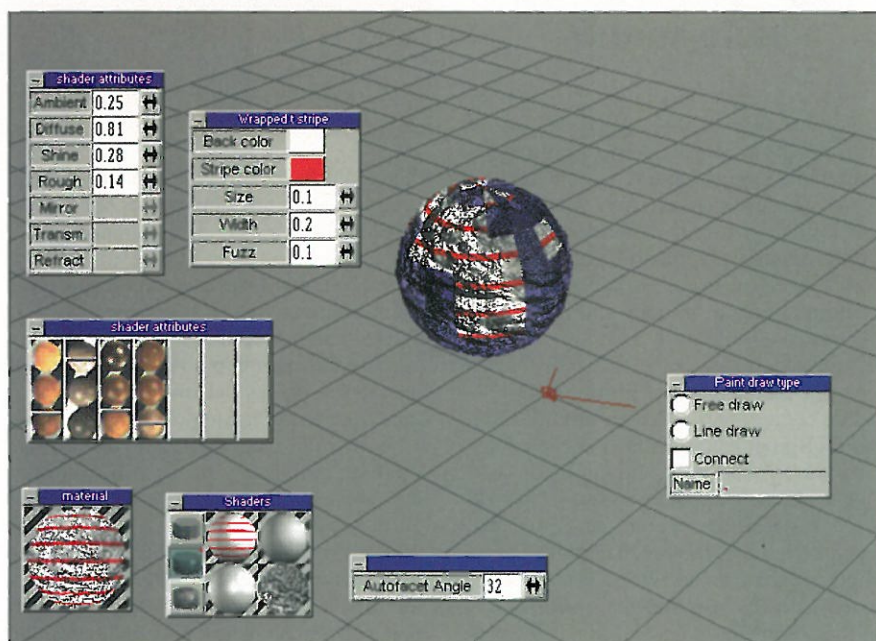 shader attributes
Ambient 0.25
Diffuse 0.81
Shine 0.28
Rough 0.14
Mirror
Transm.
Refract
Wrapped t stripe
Back color
Stripe color
Size 0.1
Width 0.2
Fuzz 0.1
shader attributes
Paint draw type
Free draw
Line draw
Connect
Name
material
Shaders
Autofacet Angle 32